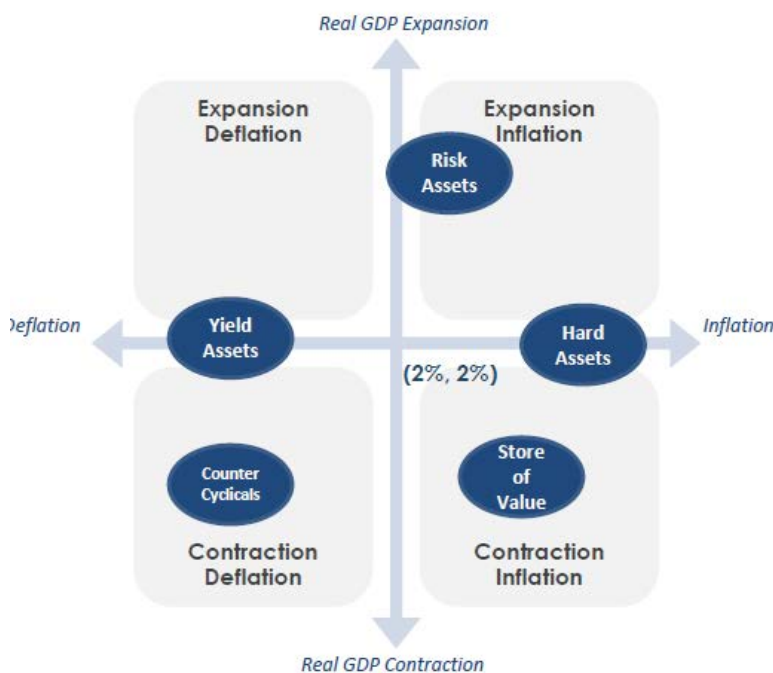 Real GDP Expansion
Expansion
Deflation
Expansion
Inflation
Risk
Assets
Deflation
Yield
Assets
Hard
Assets
Inflation
(2%, 2%)
Counter
Cyclicals
Store
of
Value
Contraction
Deflation
Contraction
Inflation
Real GDP Contraction